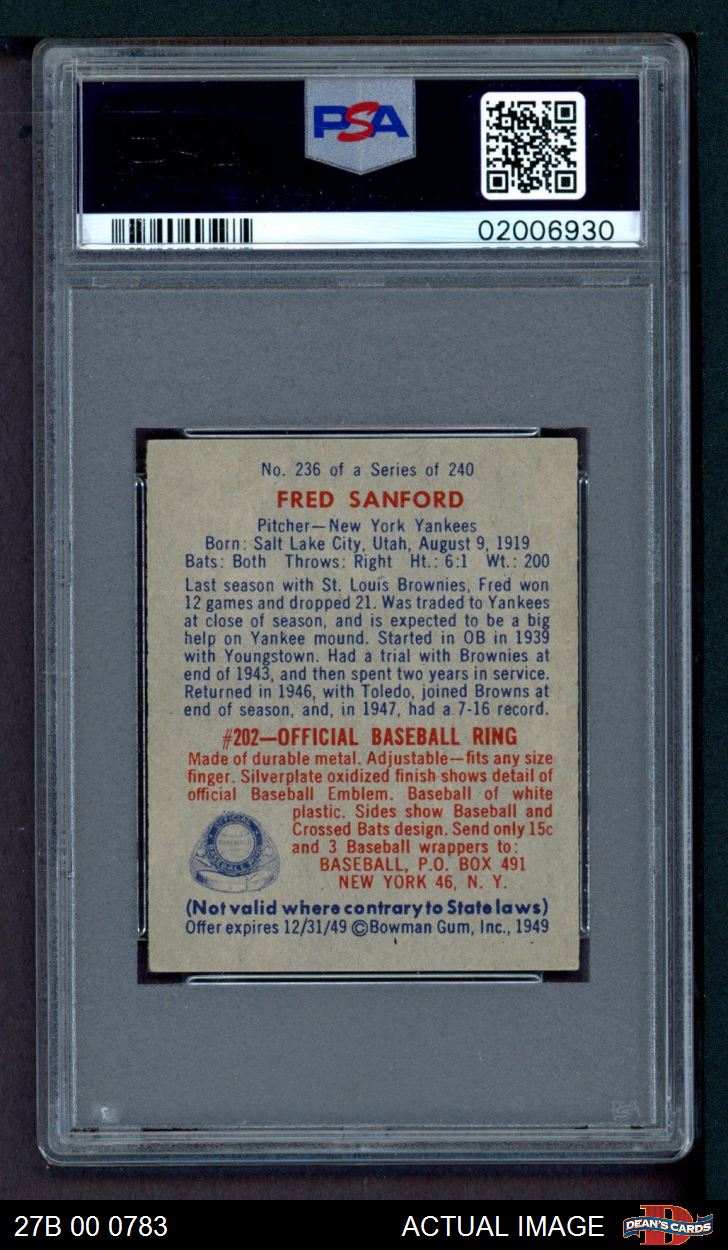 PSA
02006930
No. 236 of a Series of 240
FRED SANFORD
Pitcher—New York Yankees
Born: Salt Lake City, Utah, August 9, 1919
Bats: Both Throws: Right Ht.: 6:1 Wt.: 200
Last season with St. Louis Brownies, Fred won
12 games and dropped 21. Was traded to Yankees
at close of season, and is expected to be a big
help on Yankee mound. Started in OB in 1939
with Youngstown. Had a trial with Brownies at
end of 1943, and then spent two years in service.
Returned in 1946, with Toledo, joined Browns at
end of season, and, in 1947, had a 7-16 record.
#202—OFFICIAL BASEBALL RING
Made of durable metal. Adjustable—fits any size
finger. Silverplate oxidized finish shows detail of
official Baseball Emblem. Baseball of white
plastic. Sides show Baseball and
Crossed Bats design. Send only 15c
and 3 Baseball wrappers to:
BASEBALL, P.O. BOX 491
NEW YORK 46, N. Y.
OFFICIAL
BASEBALL
BASEBALL RING
(Not valid where contrary to State laws)
Offer expires 12/31/49 ©Bowman Gum, Inc., 1949
PSA
27B 00 0783
ACTUAL IMAGE
DEAN'S CARDS